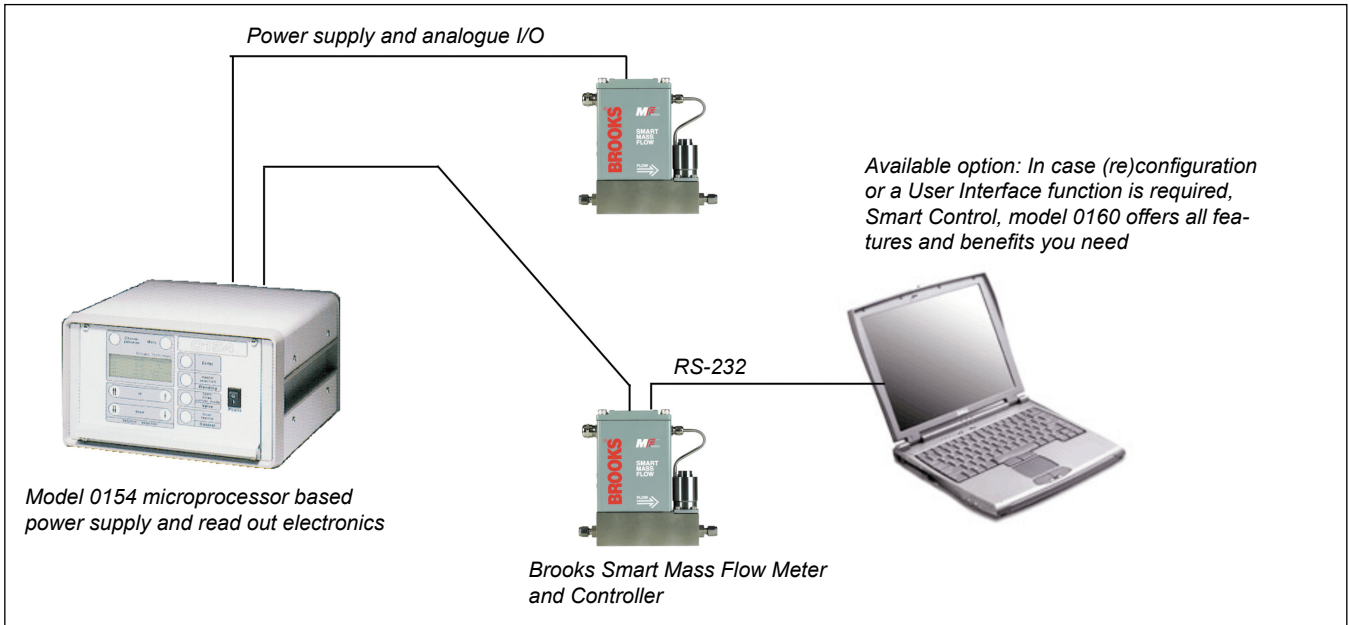 Power supply and analogue I/O
BROOKS
SMART
MASS
FLOW
FLOW
Available option: In case (re)configuration
or a User Interface function is required,
Smart Control, model 0160 offers all fea-
tures and benefits you need
RS-232
BROOKS
SMART
MASS
FLOW
FLOW
Model 0154 microprocessor based
power supply and read out electronics
Brooks Smart Mass Flow Meter
and Controller